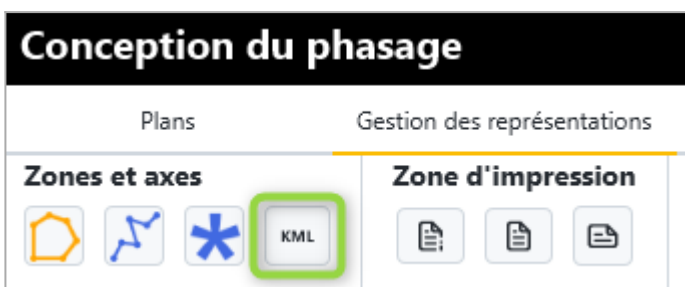 Conception du phasage
Plans Gestion des représentations
Zones et axes Zone d'impression
KML